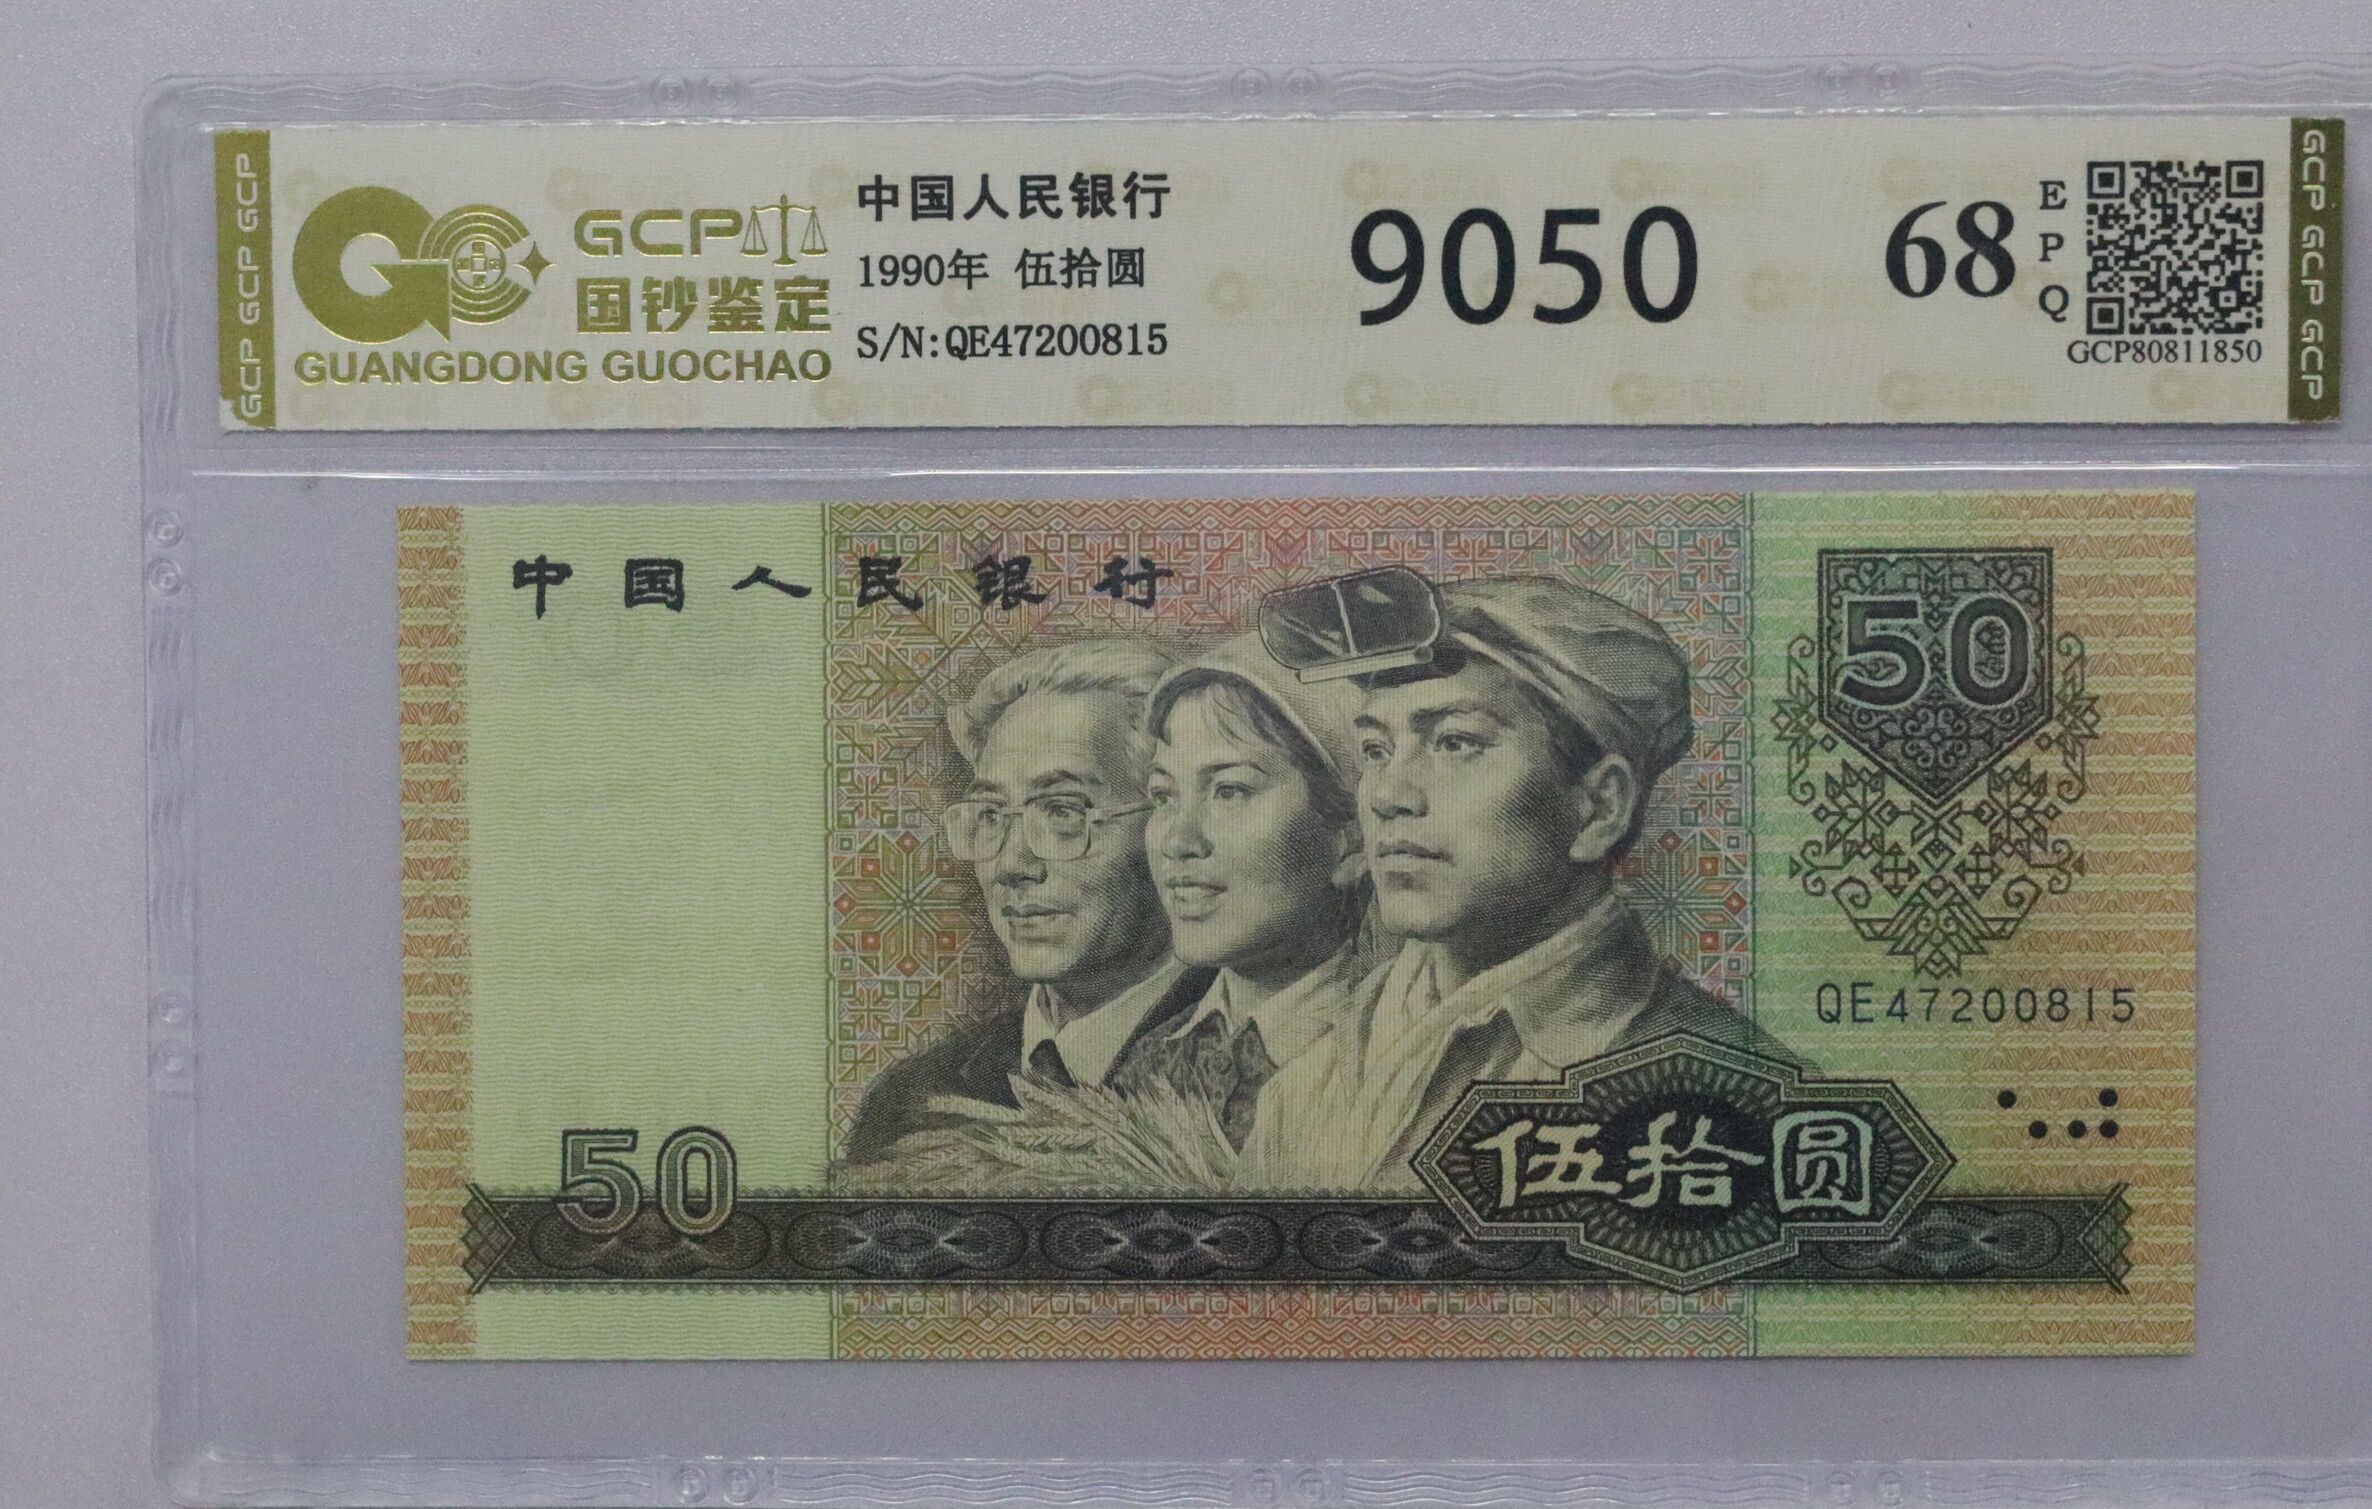 GCP GCP GCP
GCP
国钞鉴定
GUANGDONG GUOCHAO
中国人民银行
1990年 伍拾圆
S/N:QE47200815
9050
68
EPQ
GCP80811850
GCP GCP GCP
中国人民银行
50
QE47200815
50
伍拾圆